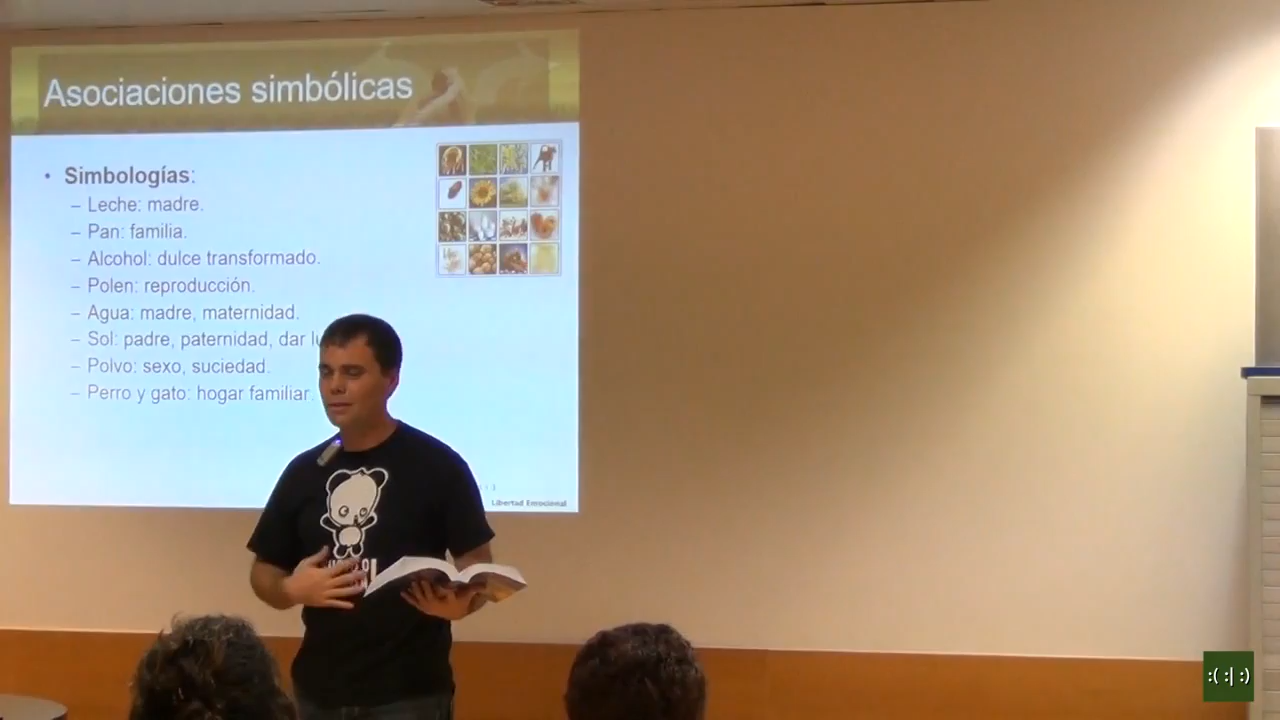 Asociaciones simbólicas
• Simbologías:
– Leche: madre.
– Pan: familia.
– Alcohol: dulce transformado.
– Polen: reproducción.
– Agua: madre, maternidad.
– Sol: padre, paternidad, dar
– Polvo: sexo, suciedad.
– Perro y gato: hogar familiar.
Libertad Emocional
:( :| :)